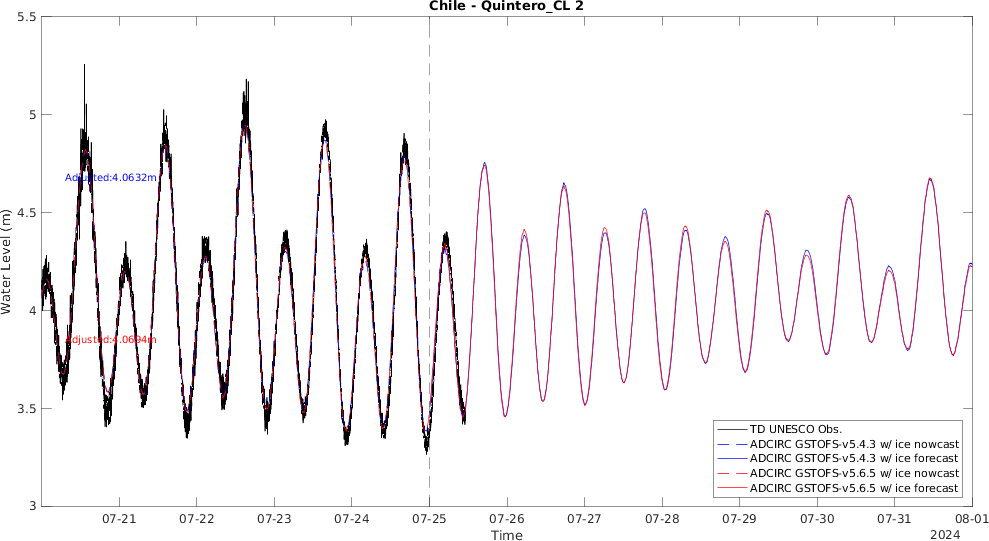 Chile - Quintero_CL 2
5.5
5
4.5
4
3.5
3
Water Level (m)
Adjusted:4.0632m
Adjusted:4.0694m
TD UNESCO Obs.
ADCIRC GSTOFS-v5.4.3 w/ ice nowcast
ADCIRC GSTOFS-v5.4.3 w/ ice forecast
ADCIRC GSTOFS-v5.6.5 w/ ice nowcast
ADCIRC GSTOFS-v5.6.5 w/ ice forecast
07-21 07-22 07-23 07-24 07-25 07-26 07-27 07-28 07-29 07-30 07-31 08-01
Time
2024